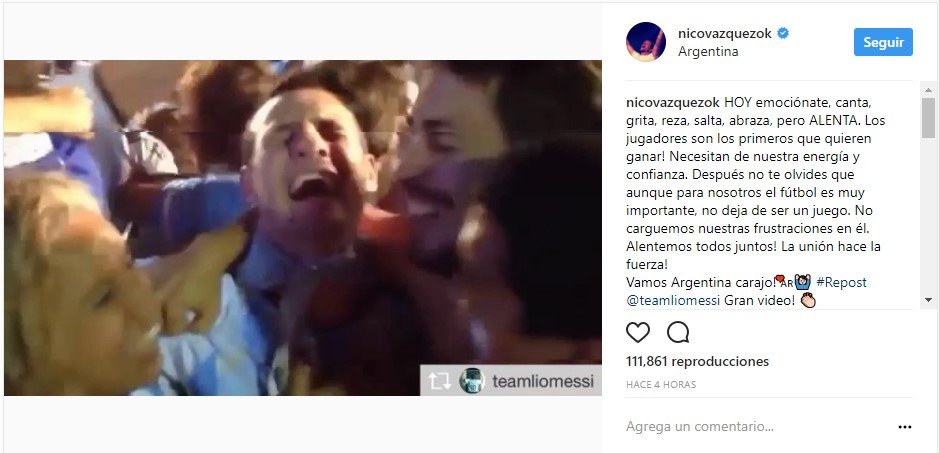 nicovazquezok
Argentina
Seguir
nicovazquezok HOY emociónate, canta,
grita, reza, salta, abraza, pero ALENTA. Los
jugadores son los primeros que quieren
ganar! Necesitan de nuestra energía y
confianza. Después no te olvides que
aunque para nosotros el fútbol es muy
importante, no deja de ser un juego. No
carguemos nuestras frustraciones en él.
Alentemos todos juntos! La unión hace la
fuerza!
Vamos Argentina carajo! AR #Repost
@teamliomessi Gran video!
teamliomessi
111,861 reproducciones
HACE 4 HORAS
Agrega un comentario...